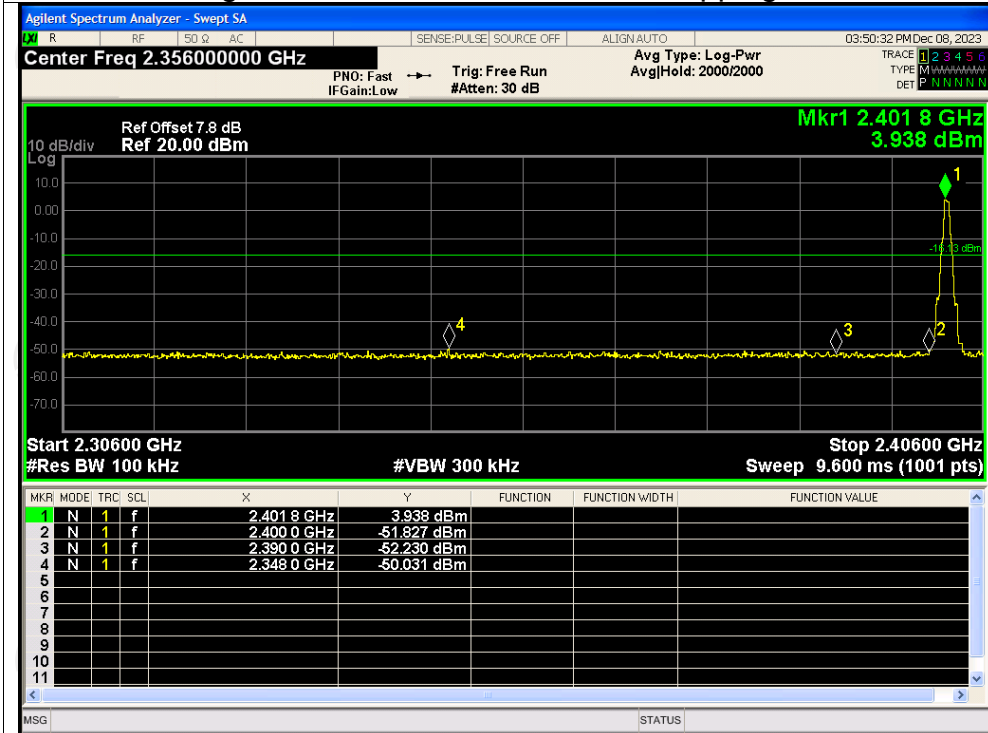 Agilent Spectrum Analyzer - Swept SA
LXI R RF 50 Ω AC SENSE:PULSE SOURCE OFF ALIGN AUTO 03:50:32 PM Dec 08, 2023
Center Freq 2.356000000 GHz Avg Type: Log-Pwr TRACE 1 2 3 4 5 6
PNO: Fast Trig: Free Run Avg|Hold: 2000/2000 TYPE M
IFGain:Low #Atten: 30 dB DET P N N N N N
Mkr1 2.401 8 GHz
Ref Offset 7.8 dB
10 dB/div Ref 20.00 dBm 3.938 dBm
Log
1
10.0
0.00
-10.0
-16.13 dBm
-20.0
-30.0
-40.0
4 3 2
-50.0
-60.0
-70.0
Start 2.30600 GHz Stop 2.40600 GHz
#Res BW 100 kHz #VBW 300 kHz Sweep 9.600 ms (1001 pts)
MKR MODE TRC SCL X Y FUNCTION FUNCTION WIDTH FUNCTION VALUE
1 N 1 f 2.401 8 GHz 3.938 dBm
2 N 1 f 2.400 0 GHz -51.827 dBm
3 N 1 f 2.390 0 GHz -52.230 dBm
4 N 1 f 2.348 0 GHz -50.031 dBm
5
6
7
8
9
10
11
MSG STATUS